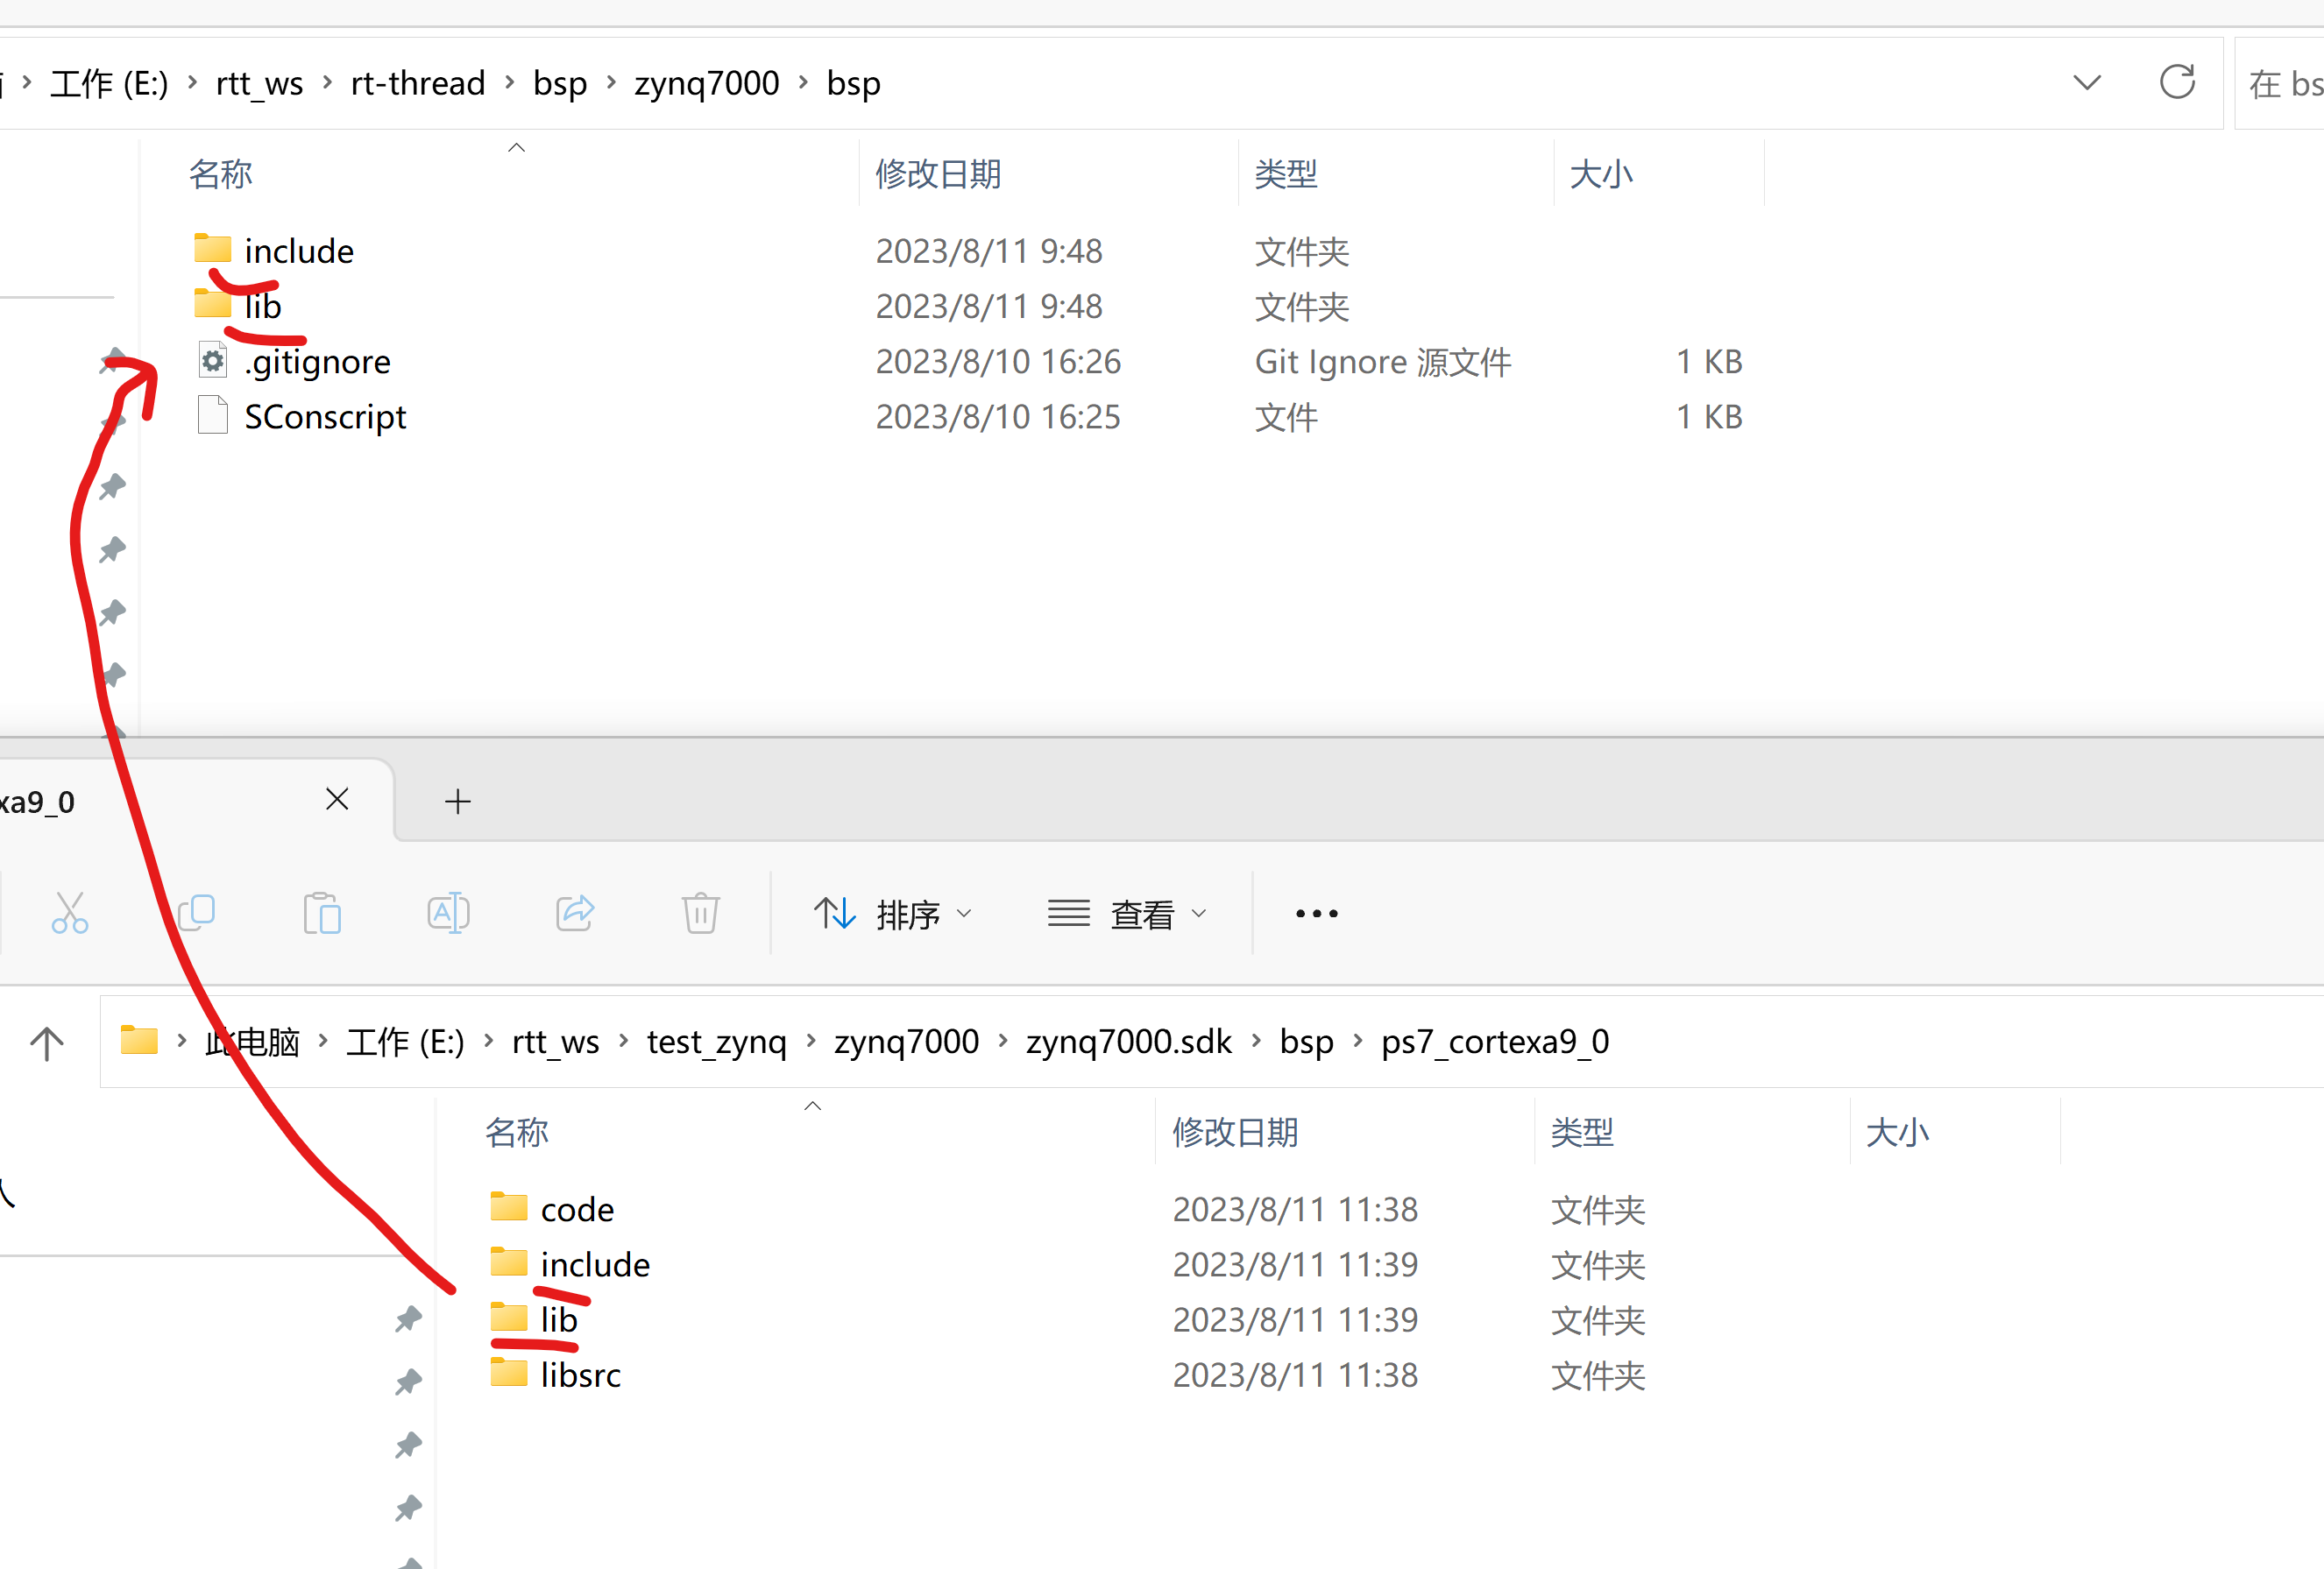 工作 (E:) › rtt_ws › rt-thread › bsp › zynq7000 › bsp
在 bs
名称 修改日期 类型 大小
include 2023/8/11 9:48 文件夹
lib 2023/8/11 9:48 文件夹
.gitignore 2023/8/10 16:26 Git Ignore 源文件 1 KB
SConscript 2023/8/10 16:25 文件 1 KB
xa9_0
排序 查看
此电脑 › 工作 (E:) › rtt_ws › test_zynq › zynq7000 › zynq7000.sdk › bsp › ps7_cortexa9_0
名称 修改日期 类型 大小
code 2023/8/11 11:38 文件夹
include 2023/8/11 11:39 文件夹
lib 2023/8/11 11:39 文件夹
libsrc 2023/8/11 11:38 文件夹